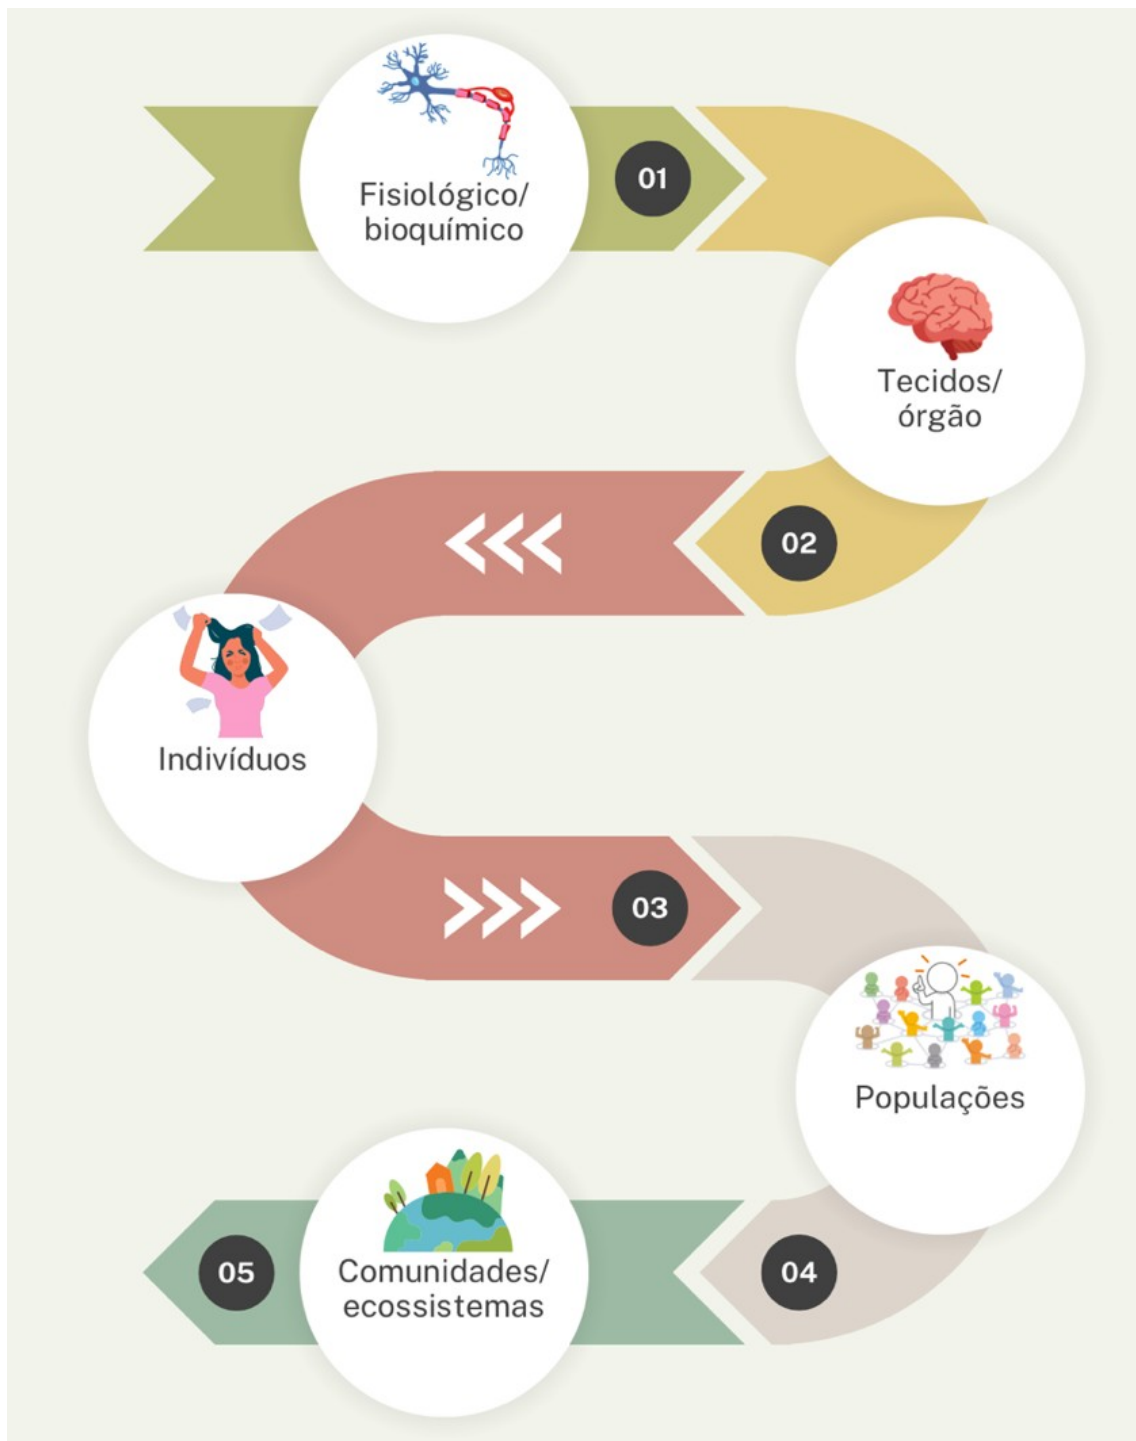 Fisiológico/
bioquímico
01
Tecidos/
órgão
02
Indivíduos
03
Populações
04
Comunidades/
ecossistemas
05